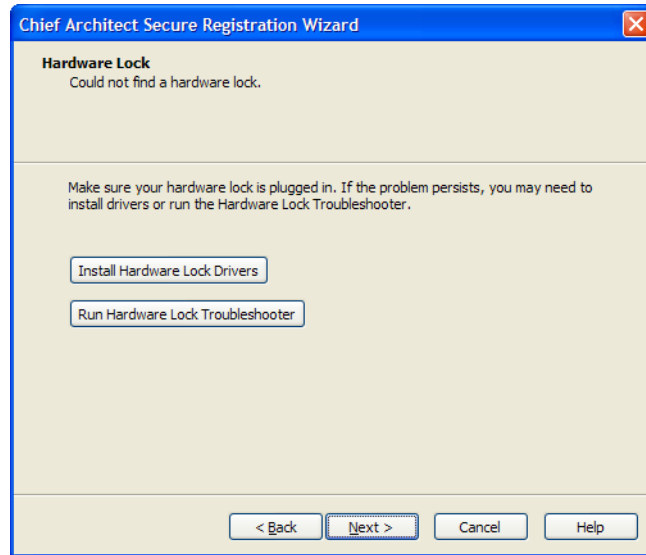 Chief Architect Secure Registration Wizard
Hardware Lock
Could not find a hardware lock.
Make sure your hardware lock is plugged in. If the problem persists, you may need to
install drivers or run the Hardware Lock Troubleshooter.
Install Hardware Lock Drivers
Run Hardware Lock Troubleshooter
< Back Next > Cancel Help